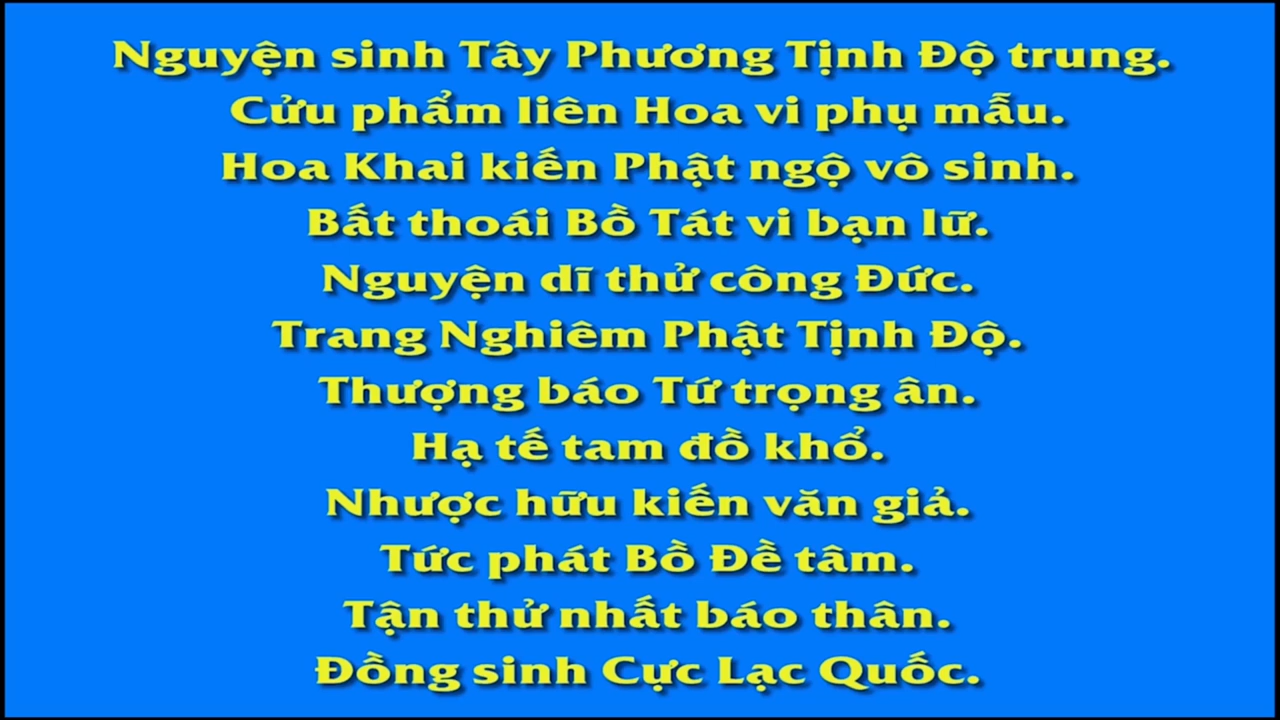 Nguyện sinh Tây Phương Tịnh Độ trung.
Cửu phẩm liên Hoa vi phụ mẫu.
Hoa Khai kiến Phật ngộ vô sinh.
Bất thoái Bồ Tát vi bạn lữ.
Nguyện dĩ thử công Đức.
Trang Nghiêm Phật Tịnh Độ.
Thượng báo Tứ trọng ân.
Hạ tế tam đồ khổ.
Nhược hữu kiến văn giả.
Tức phát Bồ Đề tâm.
Tận thử nhất báo thân.
Đồng sinh Cực Lạc Quốc.